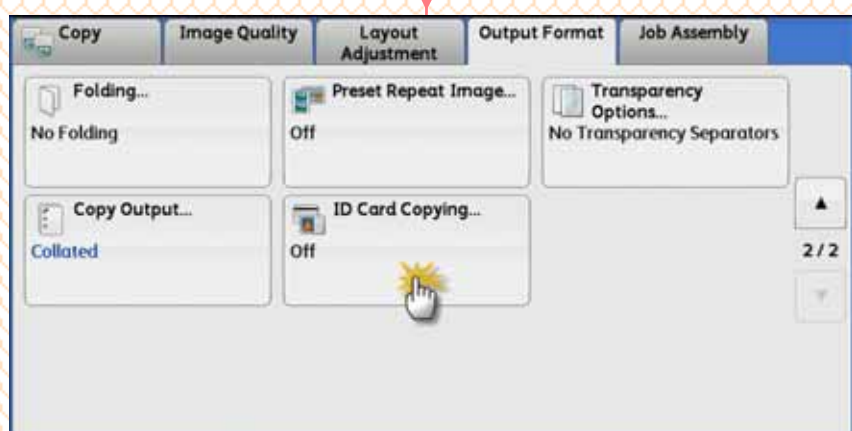 Copy
Image Quality
Layout
Adjustment
Output Format
Job Assembly
Folding...
No Folding
Preset Repeat Image...
Off
Transparency
Options...
No Transparency Separators
Copy Output...
Collated
ID Card Copying...
Off
2/2